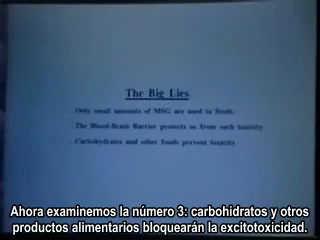 The Big Lies
Only small amounts of MSG are used in foods.
The Blood-Brain Barrier protects us from such toxicity
Carbohydrates and other foods prevent toxicity
Ahora examinemos la número 3: carbohidratos y otros
productos alimentarios bloquearán la excitotoxicidad.